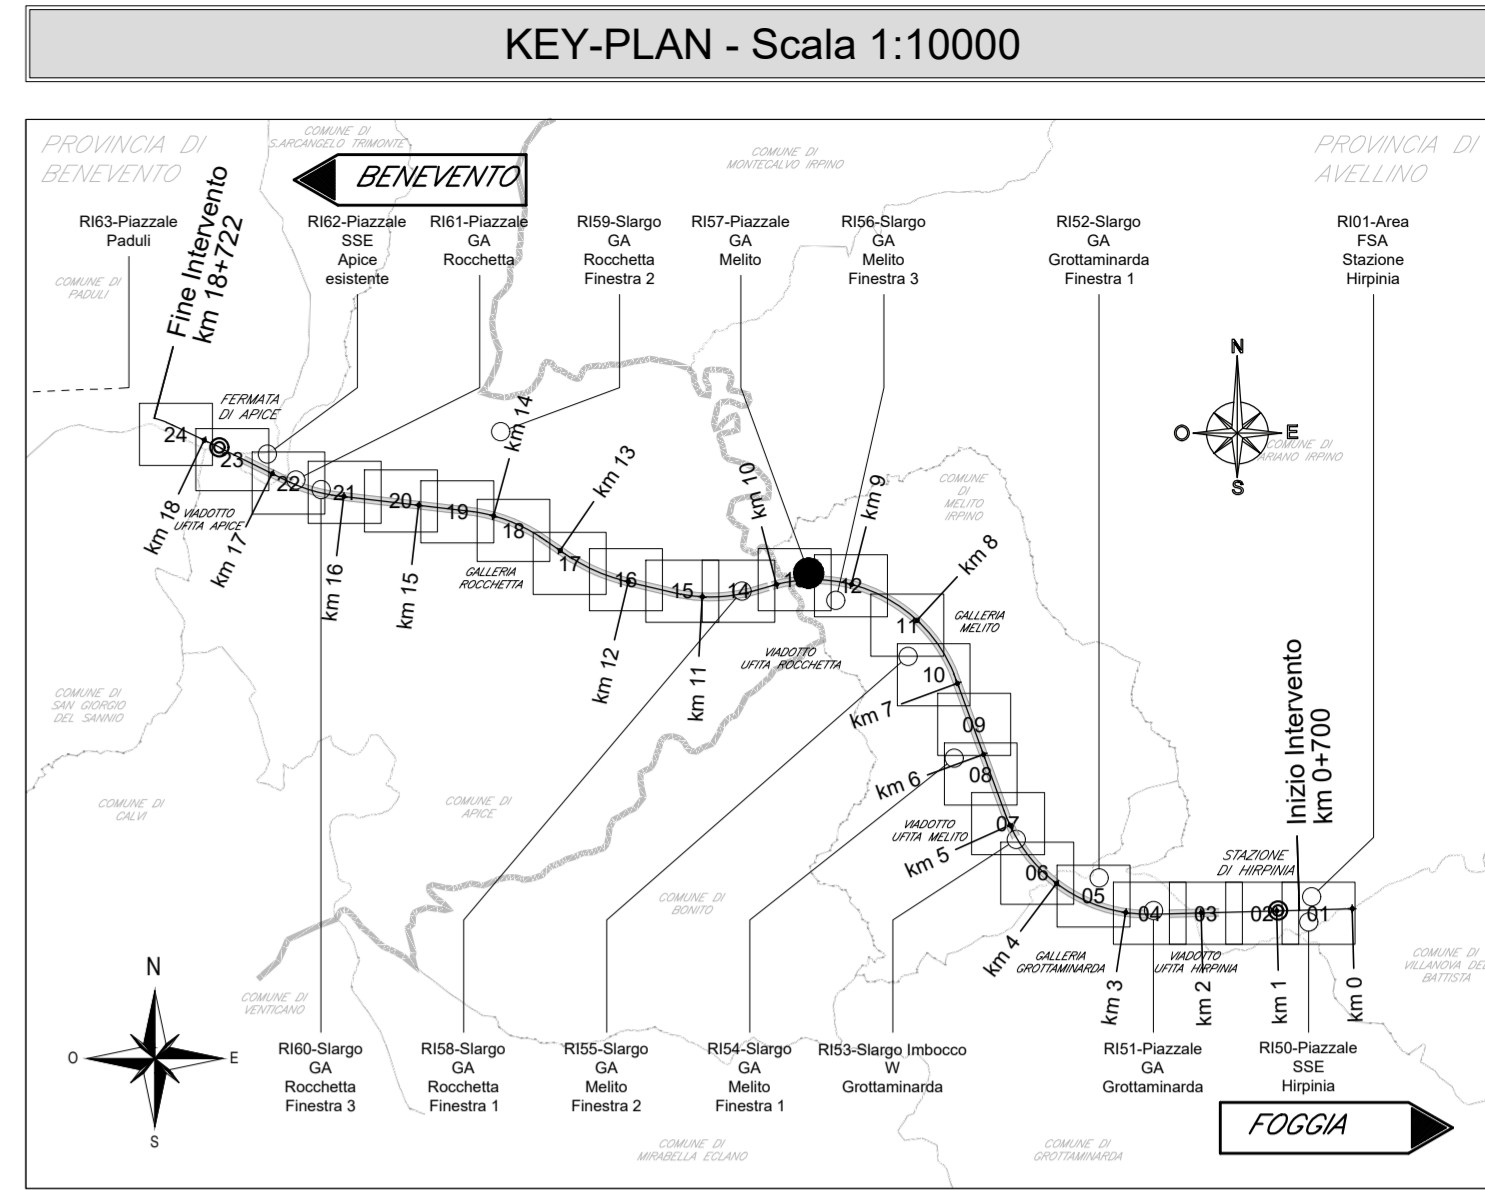 KEY-PLAN - Scala 1:10000
PROVINCIA DI
BENEVENTO
COMUNE DI
S.ARCANGELO TRIMONTE
COMUNE DI
MONTECALVO IRPINO
PROVINCIA DI
AVELLINO
BENEVENTO
RI63-Piazzale
Paduli
Fine Intervento
km 18+722
RI62-Piazzale
SSE
Apice
esistente
RI61-Piazzale
GA
Rocchetta
RI59-Slargo
GA
Rocchetta
Finestra 2
RI57-Piazzale
GA
Melito
RI56-Slargo
GA
Melito
Finestra 3
RI52-Slargo
GA
Grottaminarda
Finestra 1
RI01-Area
FSA
Stazione
Hirpinia
COMUNE DI
PADULI
N
O
E
S
COMUNE DI
ARIANO IRPINO
FERMATA
DI APICE
24
23
22
21
20
19
18
17
16
15
14
1
12
11
10
09
08
07
06
05
04
03
02
01
km 18
km 17
km 16
km 15
km 14
km 13
km 12
km 11
km 10
km 9
km 8
km 7
km 6
km 5
km 4
km 3
km 2
km 1
km 0
VIADOTTO
UFITA APICE
GALLERIA
ROCCHETTA
COMUNE
DI
MELITO
IRPINO
GALLERIA
MELITO
VIADOTTO
UFITA ROCCHETTA
Inizio Intervento
km 0+700
COMUNE DI
SAN GIORGIO
DEL SANNIO
COMUNE DI
CALVI
COMUNE DI
APICE
VIADOTTO
UFITA MELITO
STAZIONE
DI HIRPINIA
COMUNE DI
BONITO
GALLERIA
GROTTAMINARDA
VIADOTTO
UFITA HIRPINIA
COMUNE DI
VILLANOVA DEL
BATTISTA
COMUNE DI
VENTICANO
N
O
E
S
RI60-Slargo
GA
Rocchetta
Finestra 3
RI58-Slargo
GA
Rocchetta
Finestra 1
RI55-Slargo
GA
Melito
Finestra 2
RI54-Slargo
GA
Melito
Finestra 1
RI53-Slargo Imbocco
W
Grottaminarda
RI51-Piazzale
GA
Grottaminarda
RI50-Piazzale
SSE
Hirpinia
COMUNE DI
MIRABELLA ECLANO
COMUNE DI
GROTTAMINARDA
FOGGIA